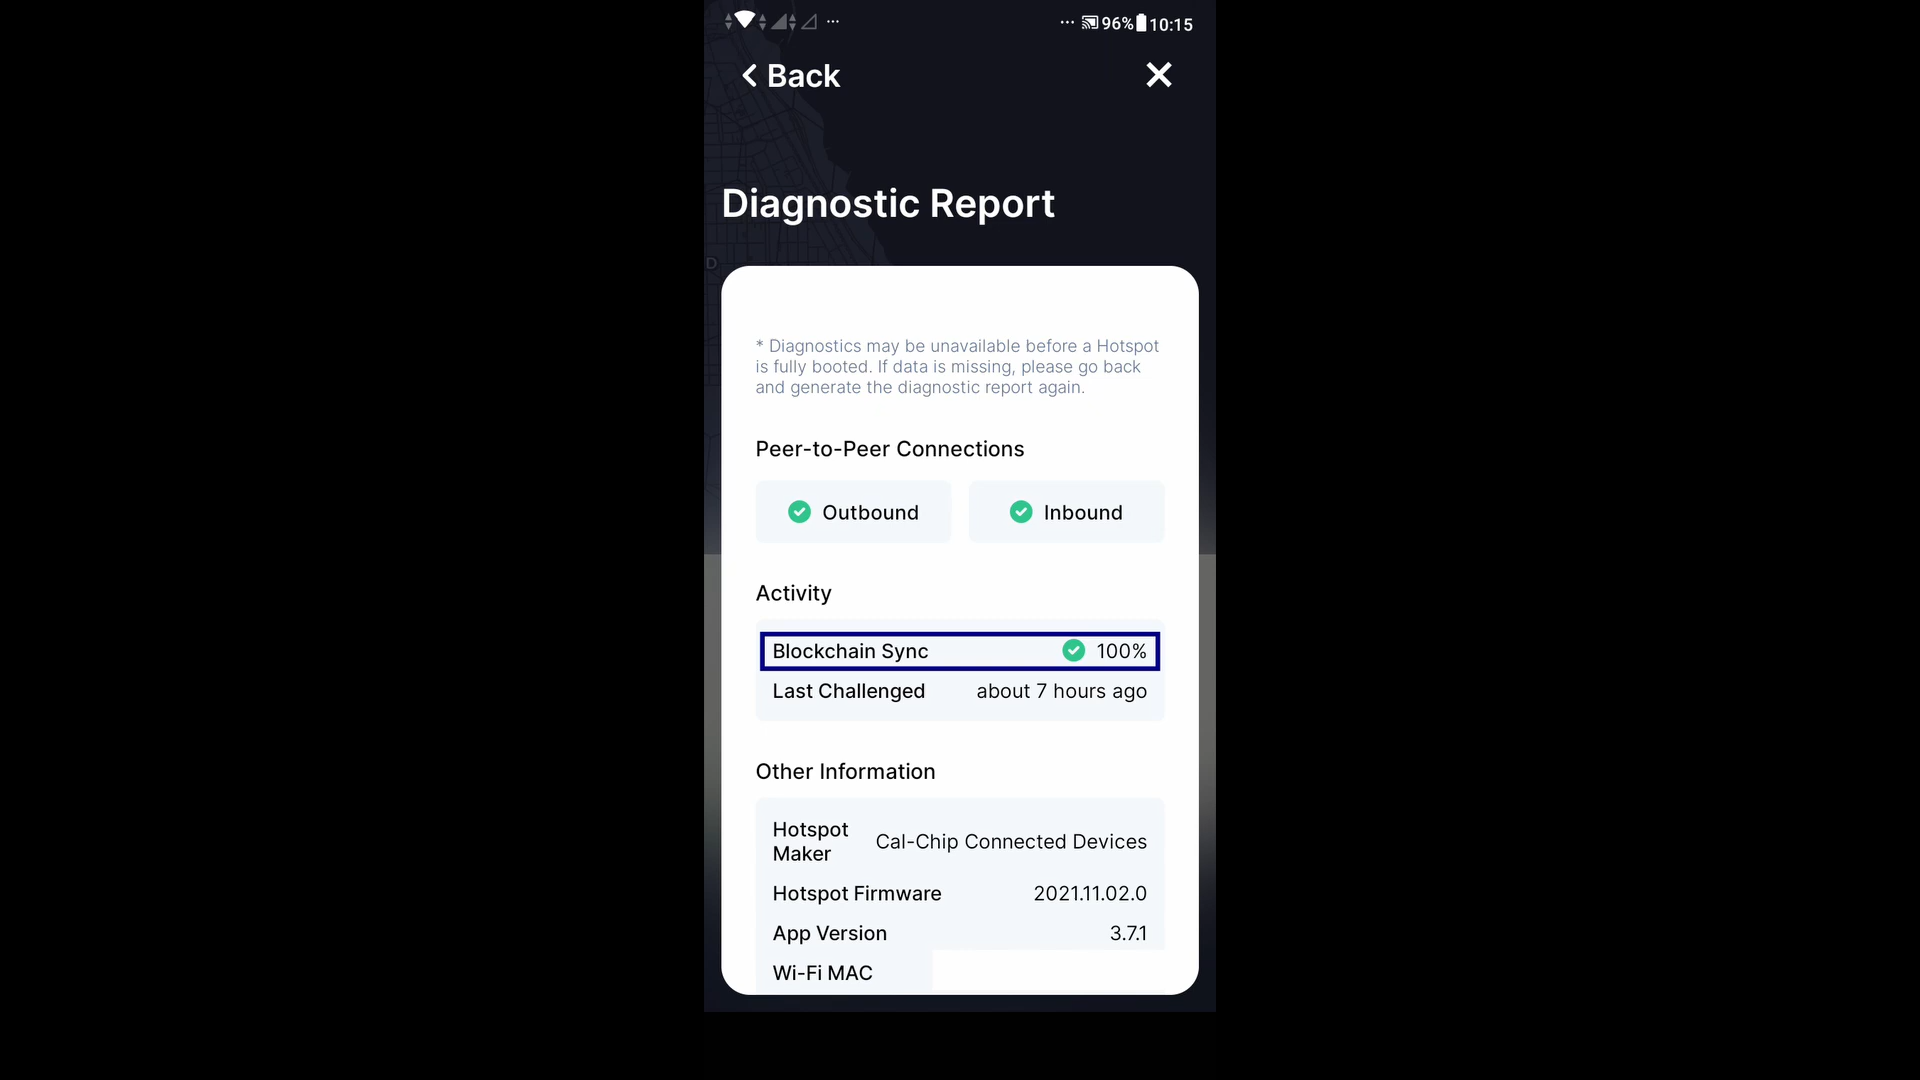 96% 10:15
Back
Diagnostic Report
D
* Diagnostics may be unavailable before a Hotspot
is fully booted. If data is missing, please go back
and generate the diagnostic report again.
Peer-to-Peer Connections
Outbound Inbound
Activity
Blockchain Sync 100%
Last Challenged about 7 hours ago
Other Information
Hotspot
Maker Cal-Chip Connected Devices
Hotspot Firmware 2021.11.02.0
App Version 3.7.1
Wi-Fi MAC